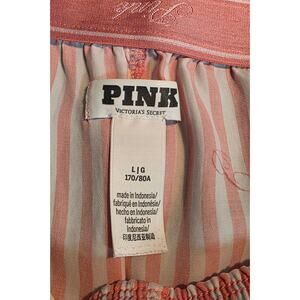 Pink
PINK
VICTORIA'S SECRET
L|G
170/80A
made in Indonesia/
fabriqué en Indonésie/
hecho en Indonesia/
fabbricato in
Indonesia/
印度尼西亚制造